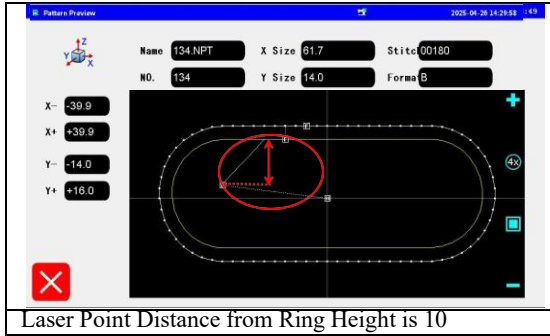 Pattern Preview 2025-04-26 14:29:58 :49
Z
Y
X
Name 134.NPT X Size 61.7 Stitc 00180
NO. 134 Y Size 14.0 Forma B
X- -39.9
X+ +39.9
Y- -14.0
Y+ +16.0
4x
Laser Point Distance from Ring Height is 10